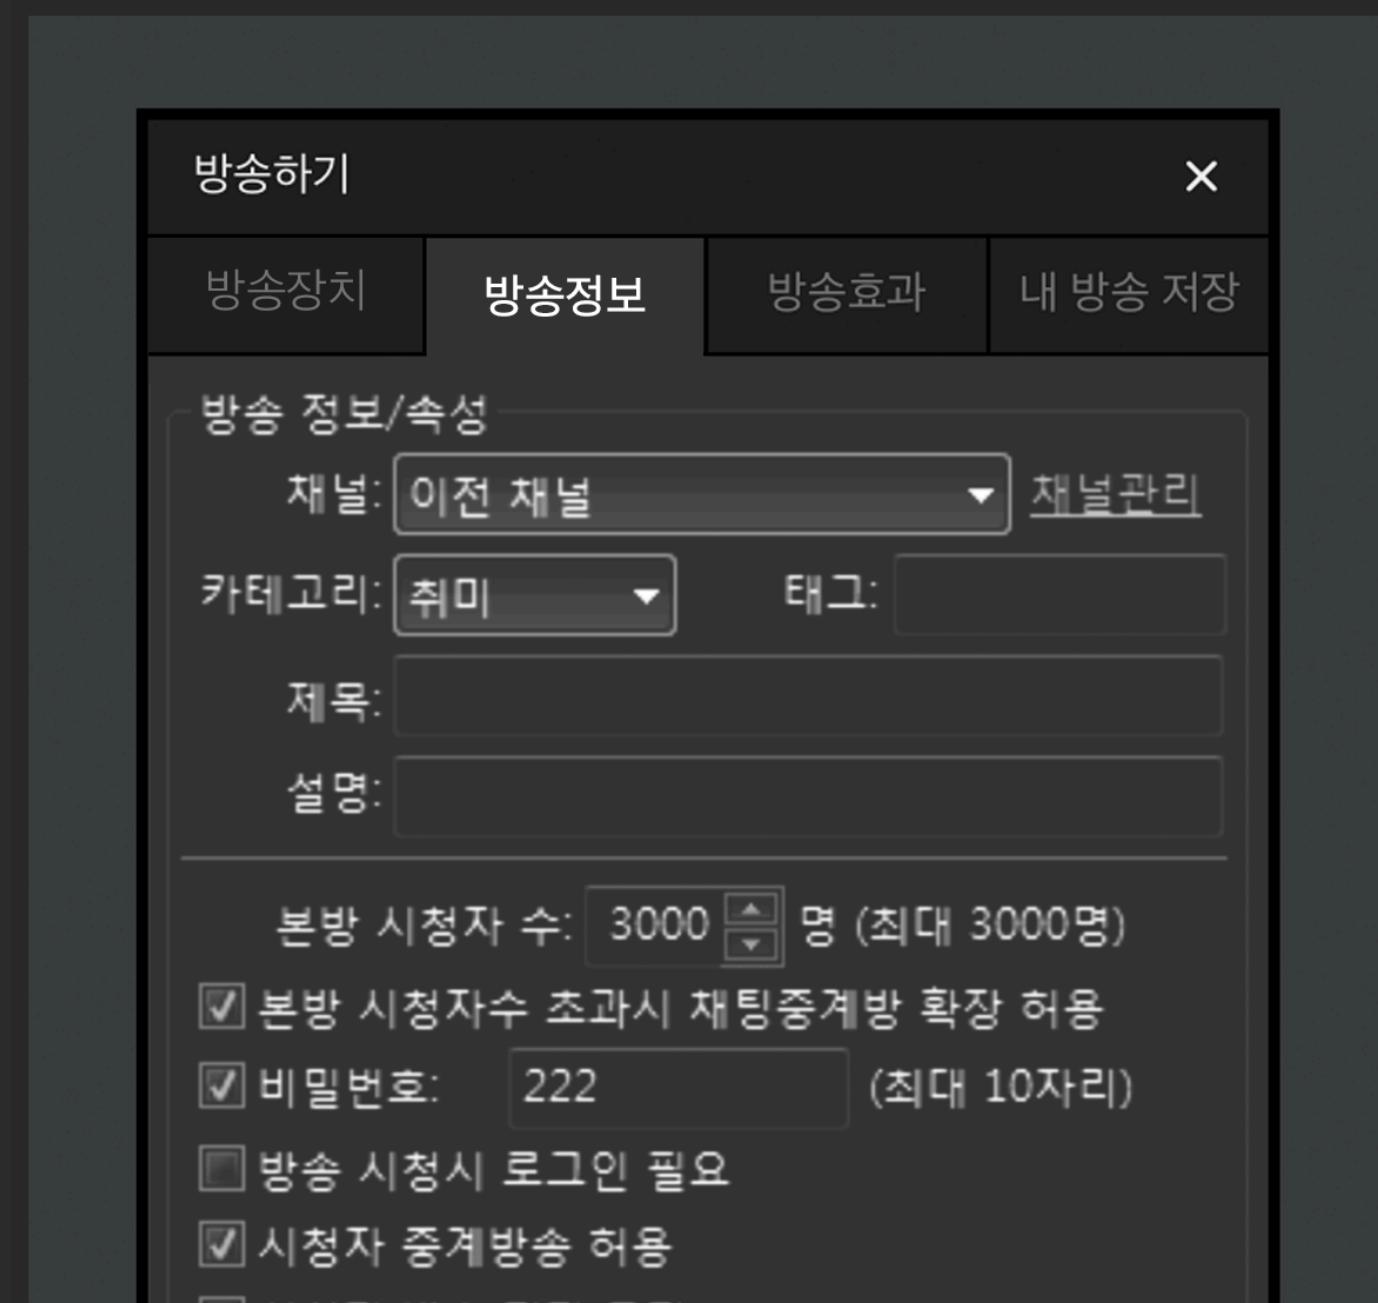 방송하기
방송장치 방송정보 방송효과 내 방송 저장
방송 정보/속성
채널: 이전 채널 채널관리
카테고리: 취미 태그:
제목:
설명:
본방 시청자 수: 3000 명 (최대 3000명)
본방 시청자수 초과시 채팅중계방 확장 허용
비밀번호: 222 (최대 10자리)
방송 시청시 로그인 필요
시청자 중계방송 허용